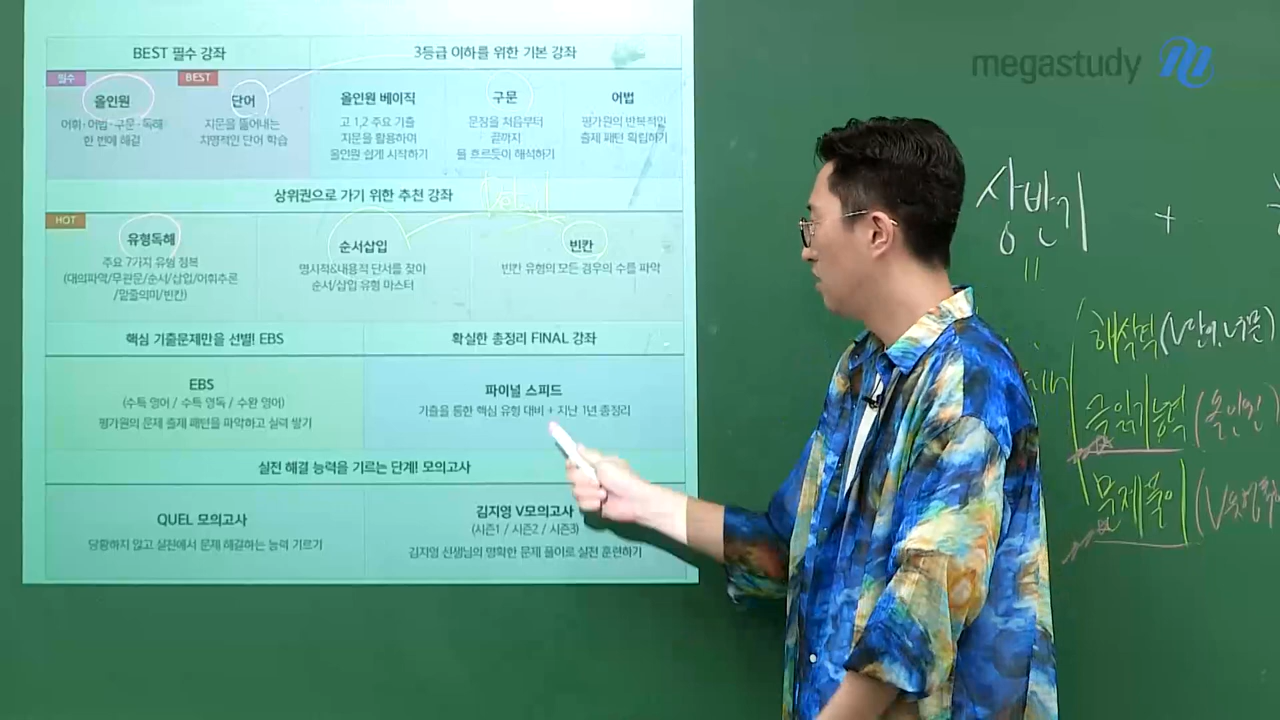 megastudy
BEST 필수 강좌
3등급 이하를 위한 기본 강좌
필수
BEST
올인원
어휘·어법·구문·독해
한 번에 해결
단어
지문을 뚫어내는
치명적인 단어 학습
올인원 베이직
고 1,2 주요 기출
지문을 활용하여
올인원 쉽게 시작하기
구문
문장을 처음부터
끝까지
물 흐르듯이 해석하기
어법
평가원의 반복적인
출제 패턴 확립하기
상위권으로 가기 위한 추천 강좌
HOT
유형독해
주요 7가지 유형 정복
(대의파악/무관문/순서/삽입/어휘추론
/밑줄의미/빈칸)
순서삽입
명시적&내용적 단서를 찾아
순서/삽입 유형 마스터
빈칸
빈칸 유형의 모든 경우의 수를 파악
핵심 기출문제만을 선별! EBS
확실한 총정리 FINAL 강좌
EBS
(수특 영어 / 수특 영독 / 수완 영어)
평가원의 문제 출제 패턴을 파악하고 실력 쌓기
파이널 스피드
기출을 통한 핵심 유형 대비 + 지난 1년 총정리
실전 해결 능력을 기르는 단계! 모의고사
QUEL 모의고사
당황하지 않고 실전에서 문제 해결하는 능력 기르기
김지영 V모의고사
(시즌1 / 시즌2 / 시즌3)
김지영 선생님의 명확한 문제 풀이로 실전 훈련하기
상반기 +
해석력 (V단어,
글읽기능력 (올인원)
문제풀이 (V